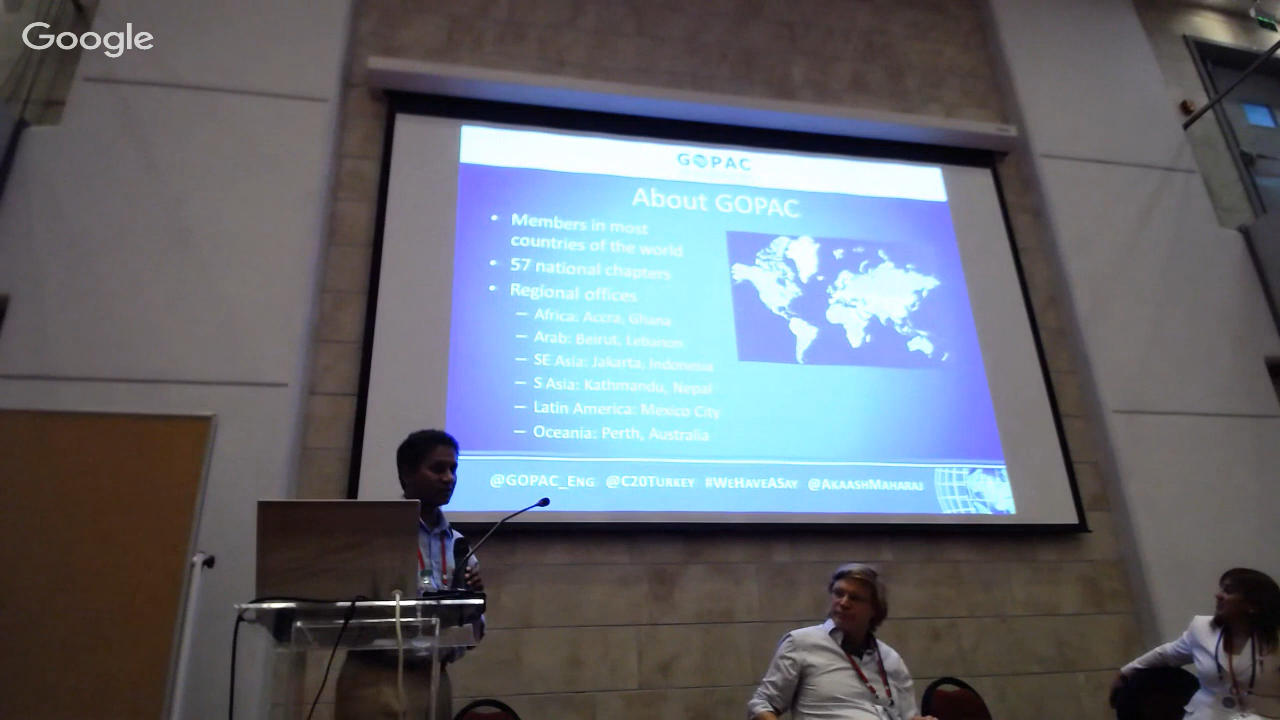 Google
GOPAC
About GOPAC
• Members in most
countries of the world
• 57 national chapters
• Regional offices
– Africa: Accra, Ghana
– Arab: Beirut, Lebanon
– SE Asia: Jakarta, Indonesia
– S Asia: Kathmandu, Nepal
– Latin America: Mexico City
– Oceania: Perth, Australia
@GOPAC_ENG @C20TURKEY #WEHAVEASAY @AKAASHMAHARAJ